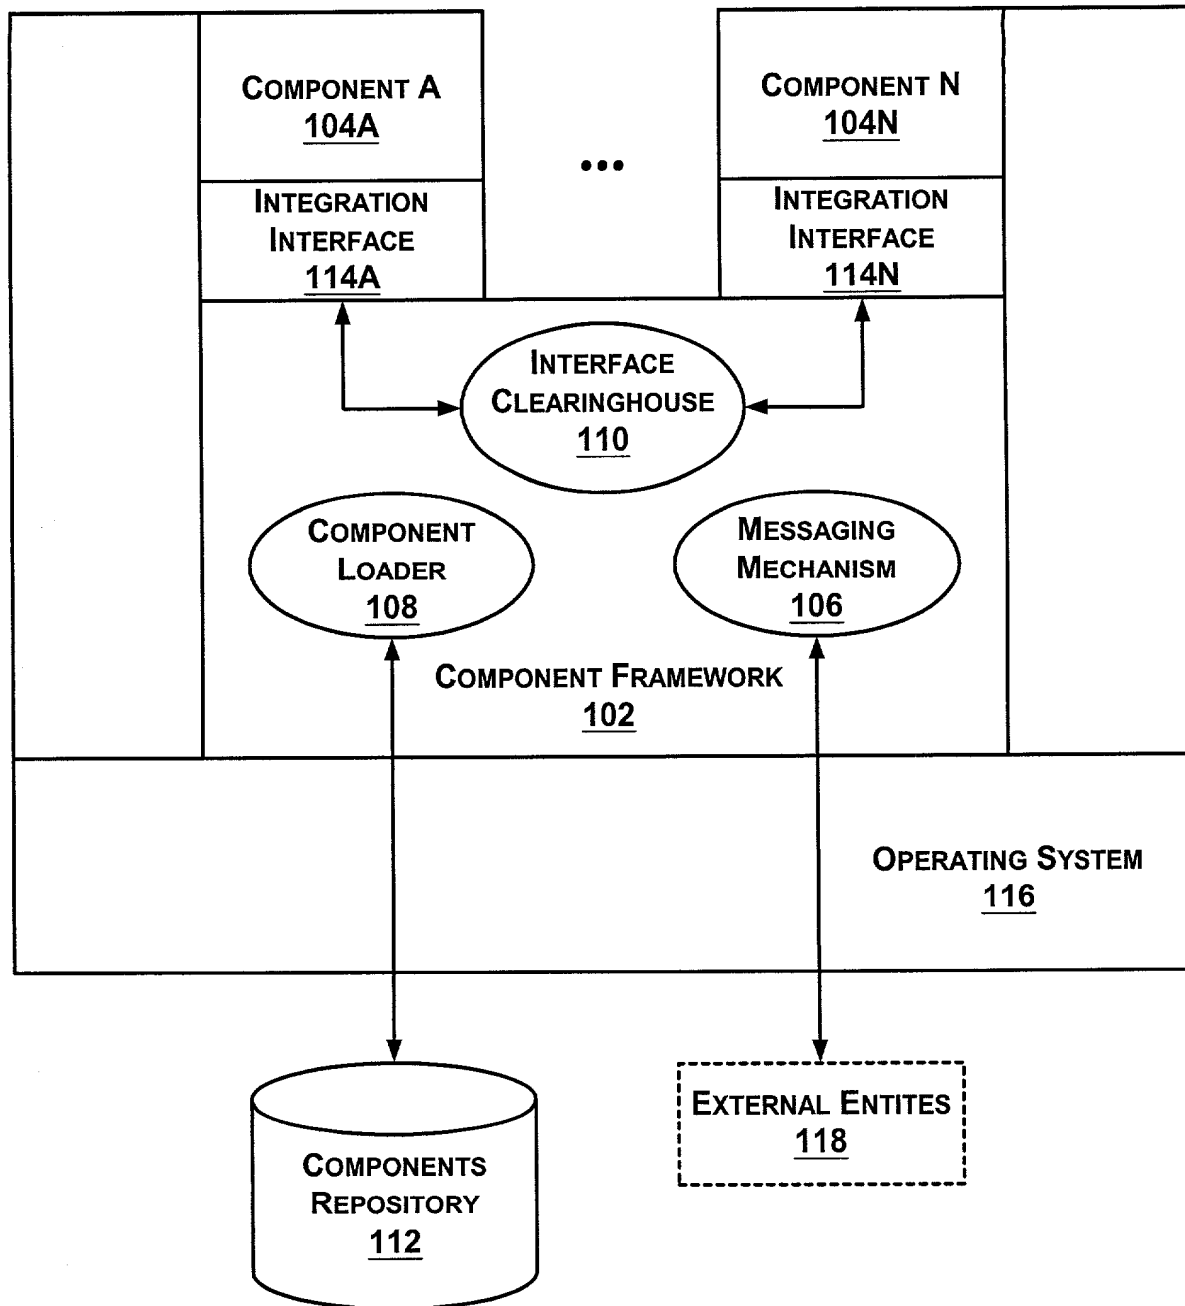 COMPONENT A
104A
COMPONENT N
104N
...
INTEGRATION
INTERFACE
114A
INTEGRATION
INTERFACE
114N
INTERFACE
CLEARINGHOUSE
110
COMPONENT
LOADER
108
MESSAGING
MECHANISM
106
COMPONENT FRAMEWORK
102
OPERATING SYSTEM
116
COMPONENTS
REPOSITORY
112
EXTERNAL ENTITES
118